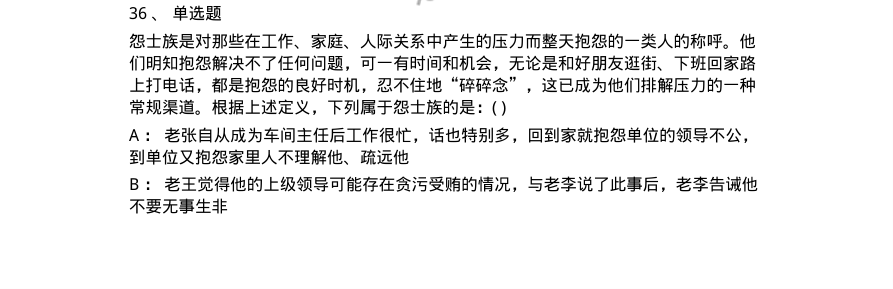 36 、 单选题
怨士族是对那些在工作、家庭、人际关系中产生的压力而整天抱怨的一类人的称呼。他
们明知抱怨解决不了任何问题，可一有时间和机会，无论是和好朋友逛街、下班回家路
上打电话，都是抱怨的良好时机，忍不住地“碎碎念”，这已成为他们排解压力的一种
常规渠道。根据上述定义，下列属于怨士族的是：( )
A ： 老张自从成为车间主任后工作很忙，话也特别多，回到家就抱怨单位的领导不公，
到单位又抱怨家里人不理解他、疏远他
B ： 老王觉得他的上级领导可能存在贪污受贿的情况，与老李说了此事后，老李告诫他
不要无事生非